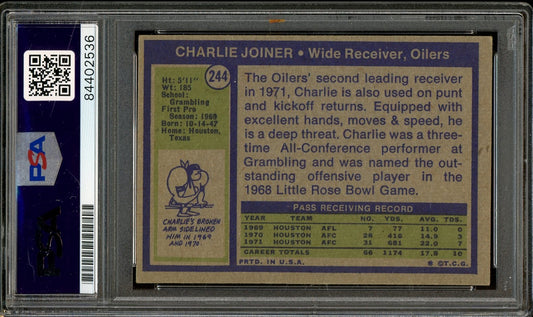 84402536
PSA
CHARLIE JOINER • Wide Receiver, Oilers
244
Ht: 5'11"
Wt: 185
School:
Grambling
First Pro
Season: 1969
Born: 10-14-47
Home: Houston,
Texas
The Oilers' second leading receiver
in 1971, Charlie is also used on punt
and kickoff returns. Equipped with
excellent hands, moves & speed, he
is a deep threat. Charlie was a three-
time All-Conference performer at
Grambling and was named the out-
standing offensive player in the
1968 Little Rose Bowl Game.
CHARLIE'S BROKEN
ARM SIDELINED
HIM IN 1969
AND 1970.
PASS RECEIVING RECORD
YEAR TEAM NO. YDS. AVG. TDS.
1969 HOUSTON AFL 7 77 11.0 0
1970 HOUSTON AFC 28 416 14.9 3
1971 HOUSTON AFC 31 681 22.0 7
CAREER TOTALS 66 1174 17.8 10
PRTD. IN U.S.A. © T.C.G.